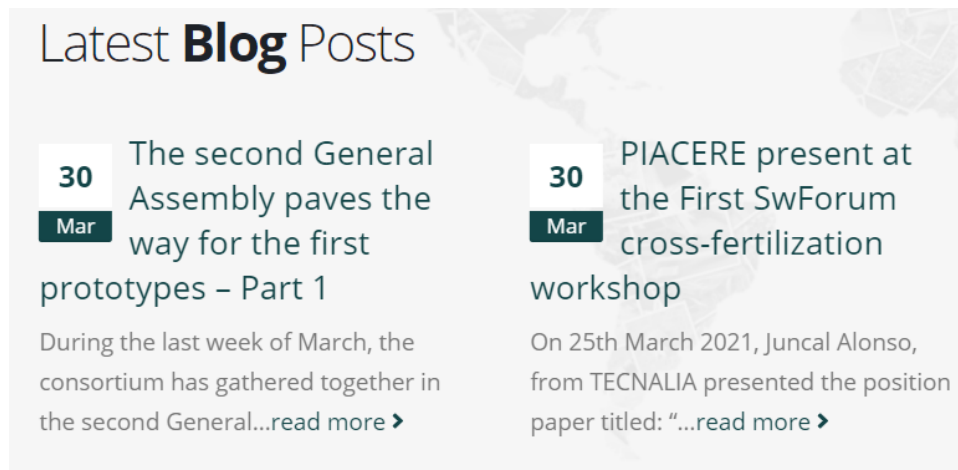 Latest Blog Posts
30
Mar
The second General
Assembly paves the
way for the first
prototypes – Part 1
During the last week of March, the
consortium has gathered together in
the second General...read more
30
Mar
PIACERE present at
the First SwForum
cross-fertilization
workshop
On 25th March 2021, Juncal Alonso,
from TECNALIA presented the position
paper titled: “...read more